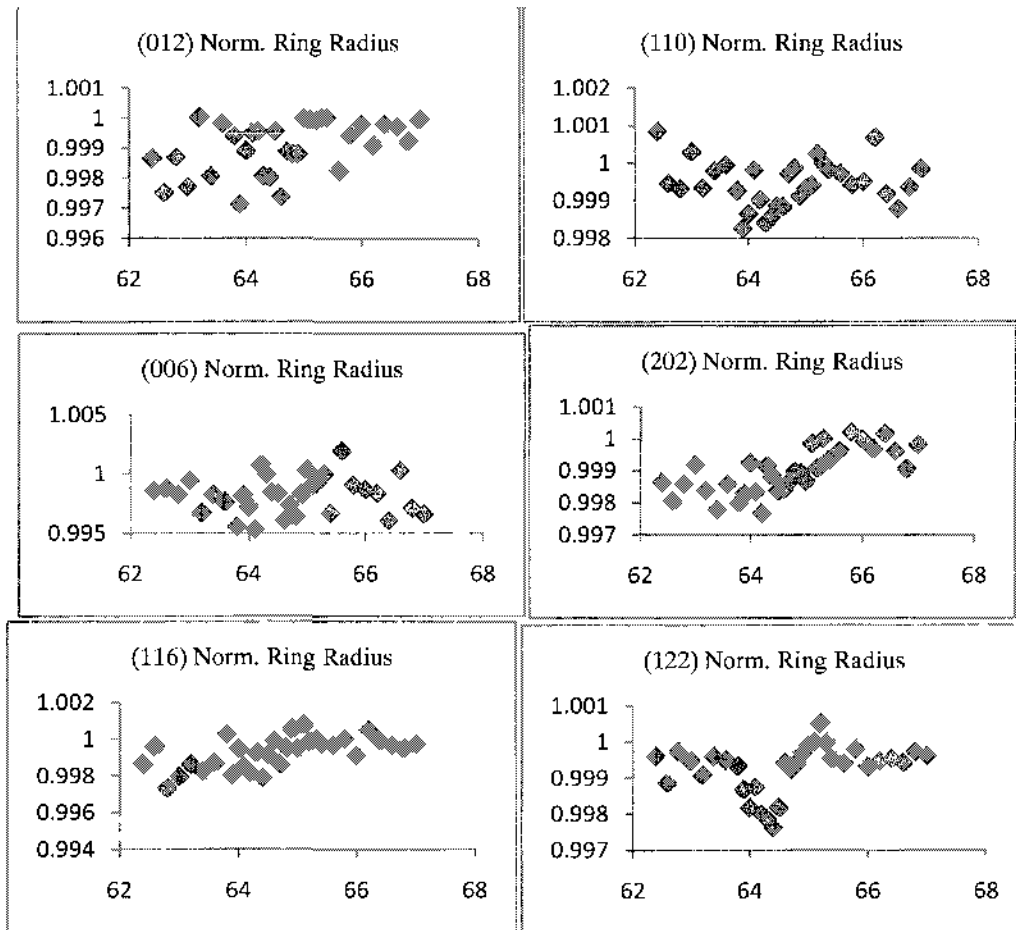 (012) Norm. Ring Radius
1.001
1
0.999
0.998
0.997
0.996
62 64 66 68
(110) Norm. Ring Radius
1.002
1.001
1
0.999
0.998
62 64 66 68
(006) Norm. Ring Radius
1.005
1
0.995
62 64 66 68
(202) Norm. Ring Radius
1.001
1
0.999
0.998
0.997
62 64 66 68
(116) Norm. Ring Radius
1.002
1
0.998
0.996
0.994
62 64 66 68
(122) Norm. Ring Radius
1.001
1
0.999
0.998
0.997
62 64 66 68